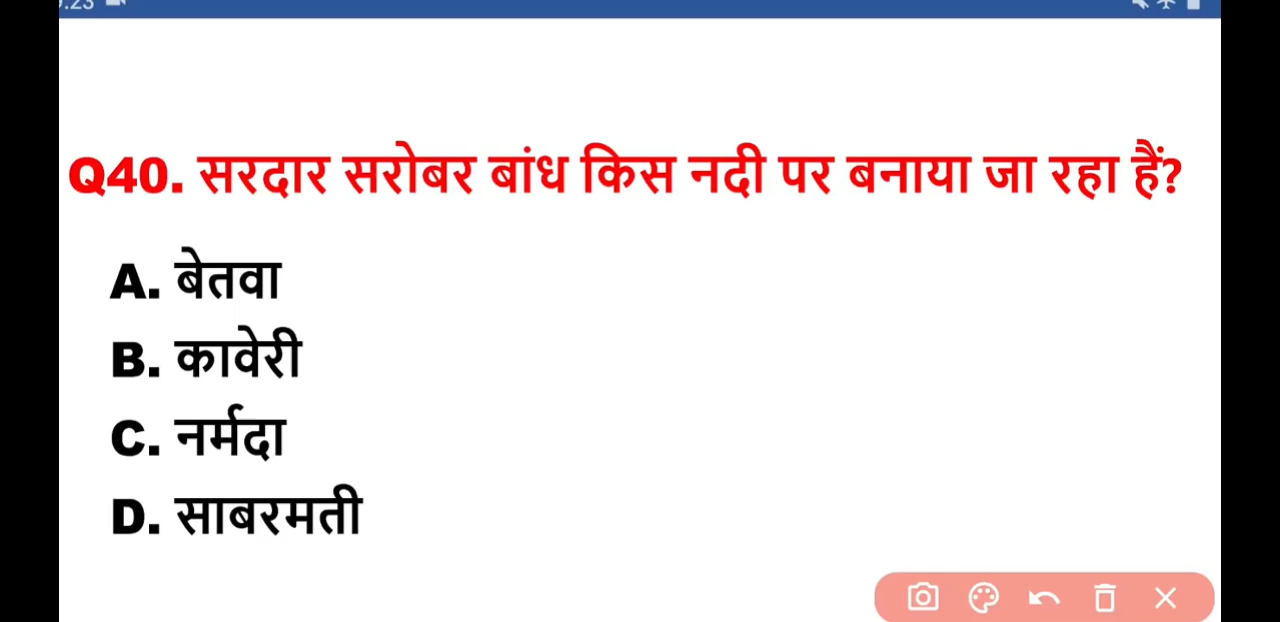 Q40. सरदार सरोबर बांध किस नदी पर बनाया जा रहा हैं?
A. बेतवा
B. कावेरी
C. नर्मदा
D. साबरमती